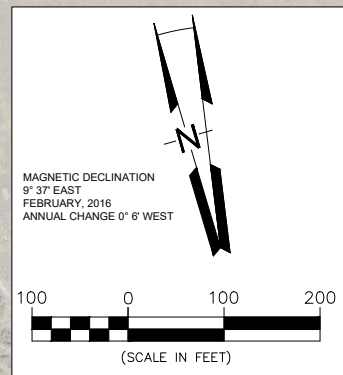 N
MAGNETIC DECLINATION
9° 37' EAST
FEBRUARY, 2016
ANNUAL CHANGE 0° 6' WEST
100 0 100 200
(SCALE IN FEET)